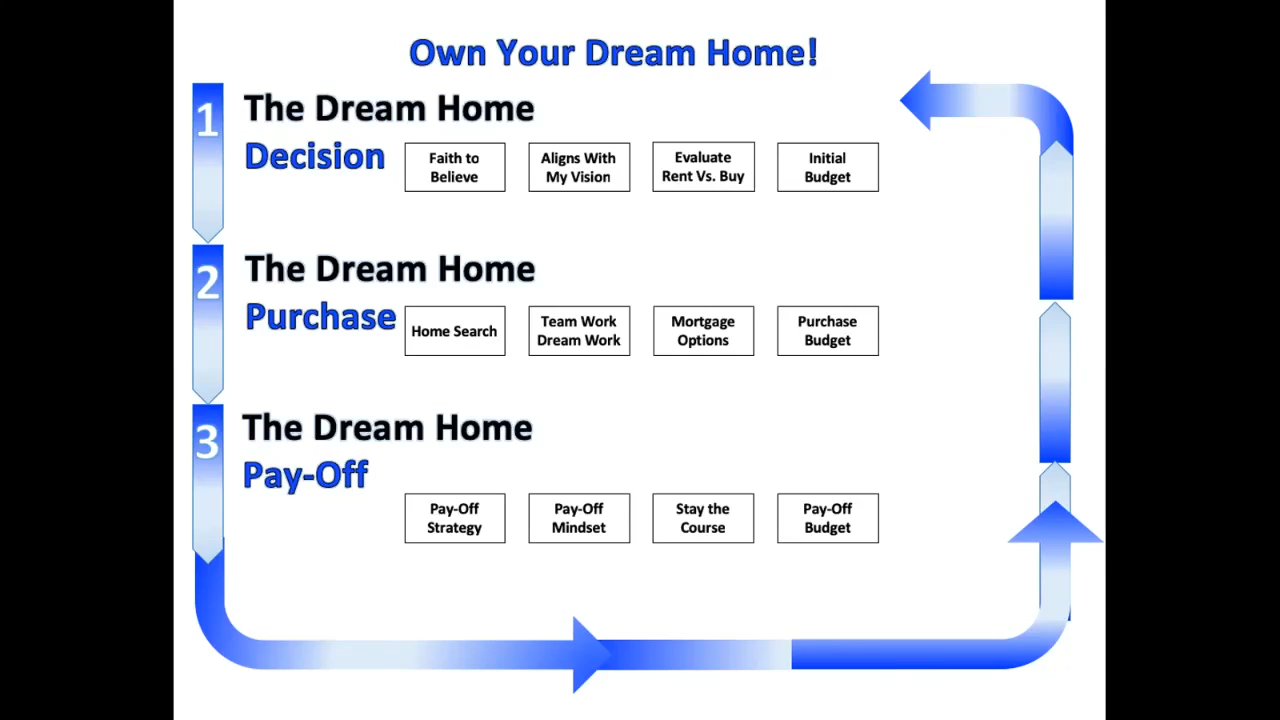 Own Your Dream Home!
1
The Dream Home
Decision
Faith to
Believe
Aligns With
My Vision
Evaluate
Rent Vs. Buy
Initial
Budget
2
The Dream Home
Purchase
Home Search
Team Work
Dream Work
Mortgage
Options
Purchase
Budget
3
The Dream Home
Pay-Off
Pay-Off
Strategy
Pay-Off
Mindset
Stay the
Course
Pay-Off
Budget